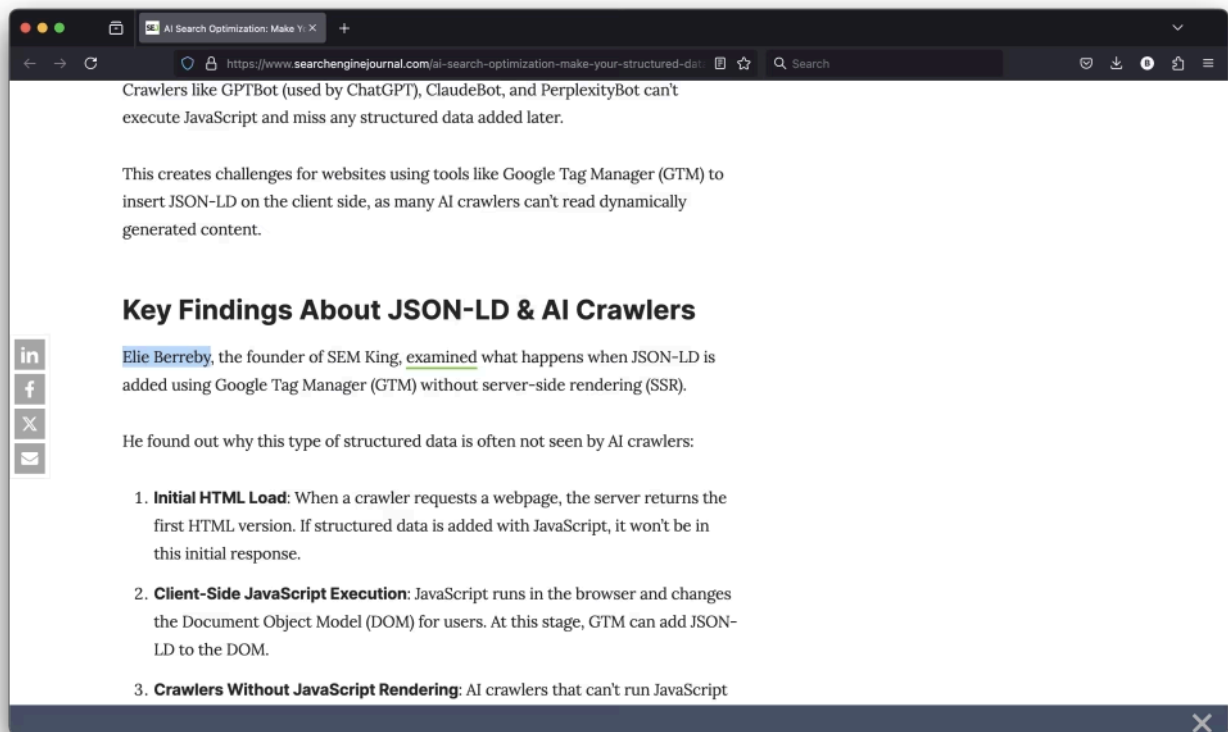 SEJ AI Search Optimization: Make Y
https://www.searchenginejournal.com/ai-search-optimization-make-your-structured-dat
Search
Crawlers like GPTBot (used by ChatGPT), ClaudeBot, and PerplexityBot can’t
execute JavaScript and miss any structured data added later.
This creates challenges for websites using tools like Google Tag Manager (GTM) to
insert JSON-LD on the client side, as many AI crawlers can’t read dynamically
generated content.
Key Findings About JSON-LD & AI Crawlers
Elie Berreby, the founder of SEM King, examined what happens when JSON-LD is
added using Google Tag Manager (GTM) without server-side rendering (SSR).
He found out why this type of structured data is often not seen by AI crawlers:
1. Initial HTML Load: When a crawler requests a webpage, the server returns the
first HTML version. If structured data is added with JavaScript, it won’t be in
this initial response.
2. Client-Side JavaScript Execution: JavaScript runs in the browser and changes
the Document Object Model (DOM) for users. At this stage, GTM can add JSON-
LD to the DOM.
3. Crawlers Without JavaScript Rendering: AI crawlers that can’t run JavaScript